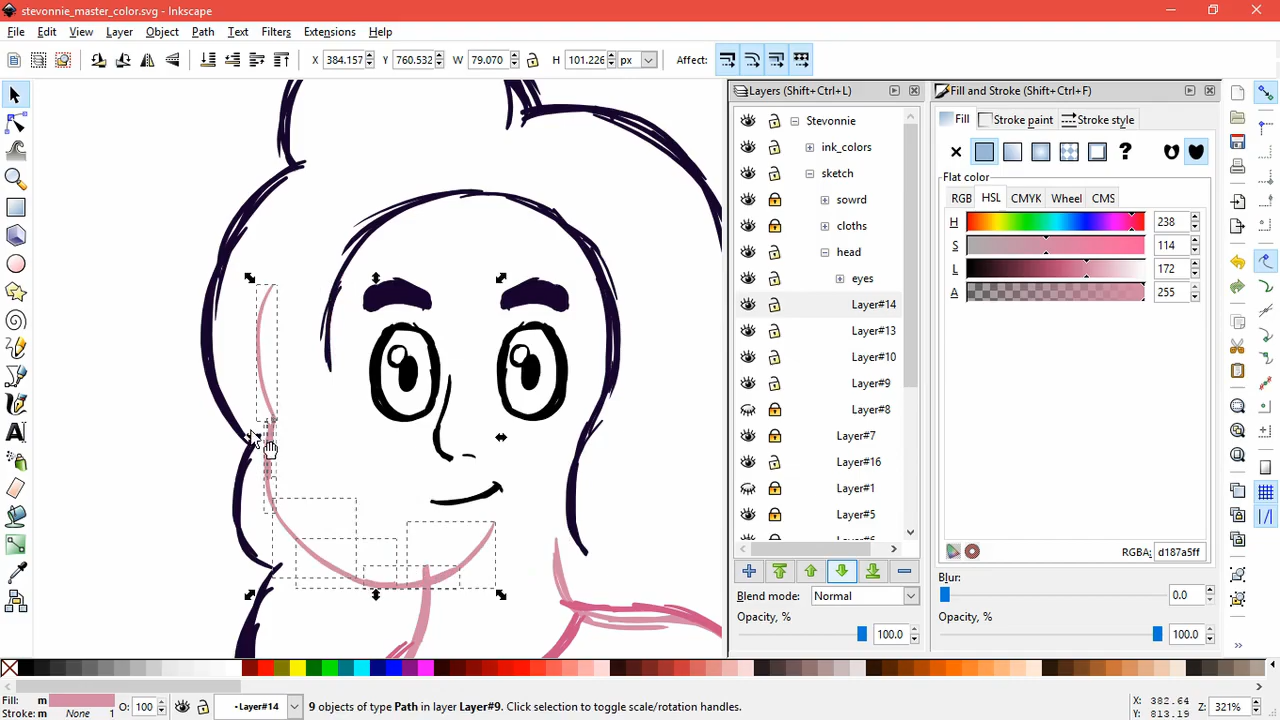 stevonnie_master_color.svg - Inkscape
File Edit View Layer Object Path Text Filters Extensions Help
X 384.157 Y 760.532 W 79.070 H 101.226 px Affect:
Layers (Shift+Ctrl+L)
Stevonnie
ink_colors
sketch
sowrd
cloths
head
eyes
Layer#14
Layer#13
Layer#10
Layer#9
Layer#8
Layer#7
Layer#16
Layer#1
Layer#5
Blend mode: Normal
Opacity, %
100.0
Fill and Stroke (Shift+Ctrl+F)
Fill Stroke paint Stroke style
?
Flat color
RGB HSL CMYK Wheel CMS
H 238
S 114
L 172
A 255
RGBA: d187a5ff
Blur:
0.0
Opacity, %
100.0
Fill: m O: 100 Layer#14 9 objects of type Path in layer Layer#9. Click selection to toggle scale/rotation handles. X: 382.64 Z: 321%
Stroke: m None 1 Y: 813.19